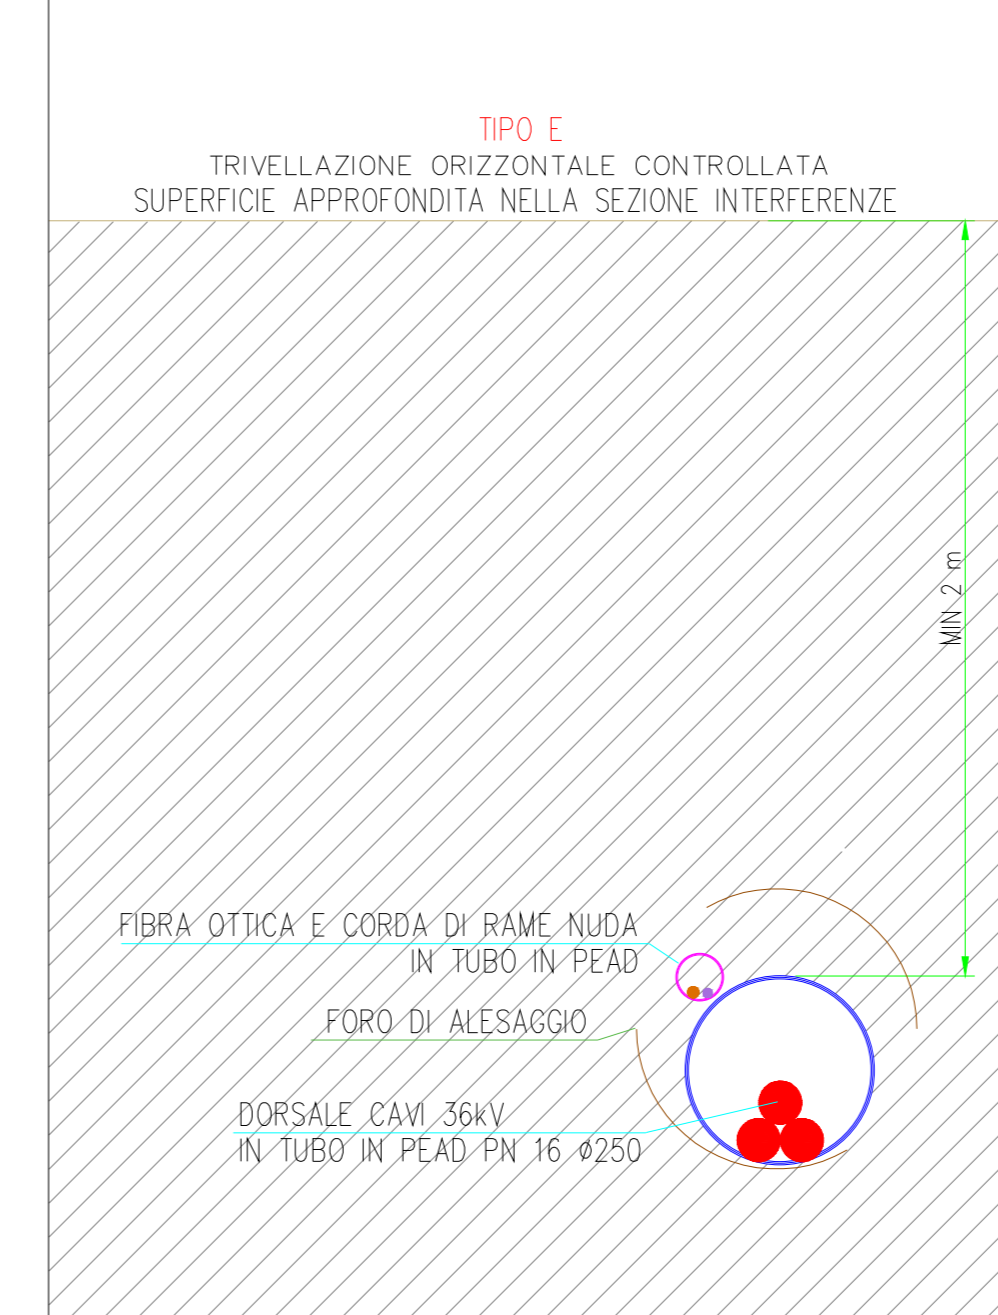 TIPO E
TRIVELLAZIONE ORIZZONTALE CONTROLLATA
SUPERFICIE APPROFONDITA NELLA SEZIONE INTERFERENZE
MIN 2 m
FIBRA OTTICA E CORDA DI RAME NUDA
IN TUBO IN PEAD
FORO DI ALESAGGIO
DORSALE CAVI 36kV
IN TUBO IN PEAD PN 16 Ø250